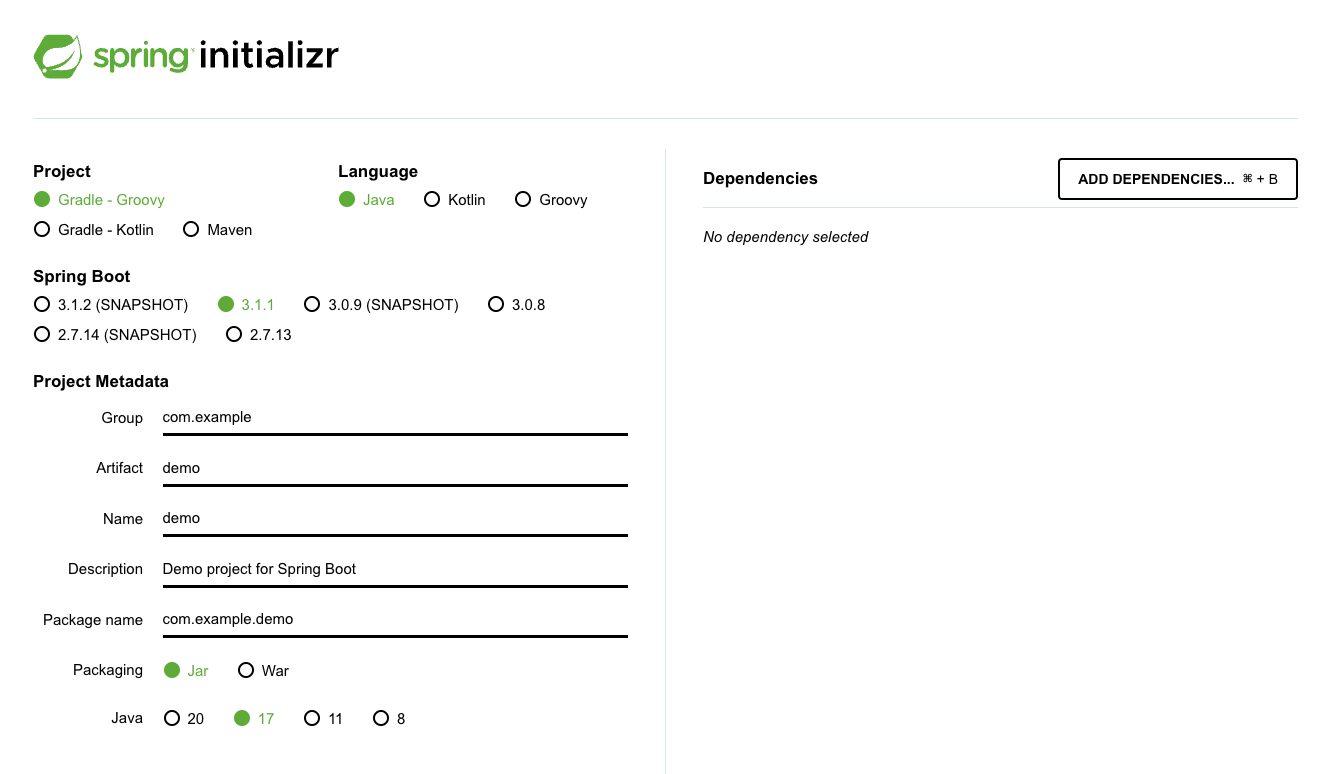 spring initializr
Project
Gradle - Groovy
Gradle - Kotlin Maven
Language
Java Kotlin Groovy
Spring Boot
3.1.2 (SNAPSHOT) 3.1.1 3.0.9 (SNAPSHOT) 3.0.8
2.7.14 (SNAPSHOT) 2.7.13
Project Metadata
Group com.example
Artifact demo
Name demo
Description Demo project for Spring Boot
Package name com.example.demo
Packaging Jar War
Java 20 17 11 8
Dependencies ADD DEPENDENCIES... ⌘ + B
No dependency selected